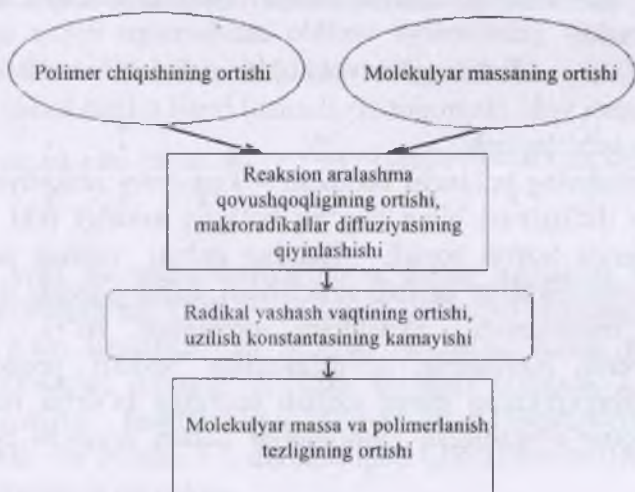 Polimer chiqishining ortishi
Molekulyar massaning ortishi
Reaksion aralashma
qovushqoqligining ortishi,
makroradikallar diffuziyasining
qiyinlashishi
Radikal yashash vaqtining ortishi,
uzilish konstantasining kamayishi
Molekulyar massa va polimerlanish
tezligining ortishi